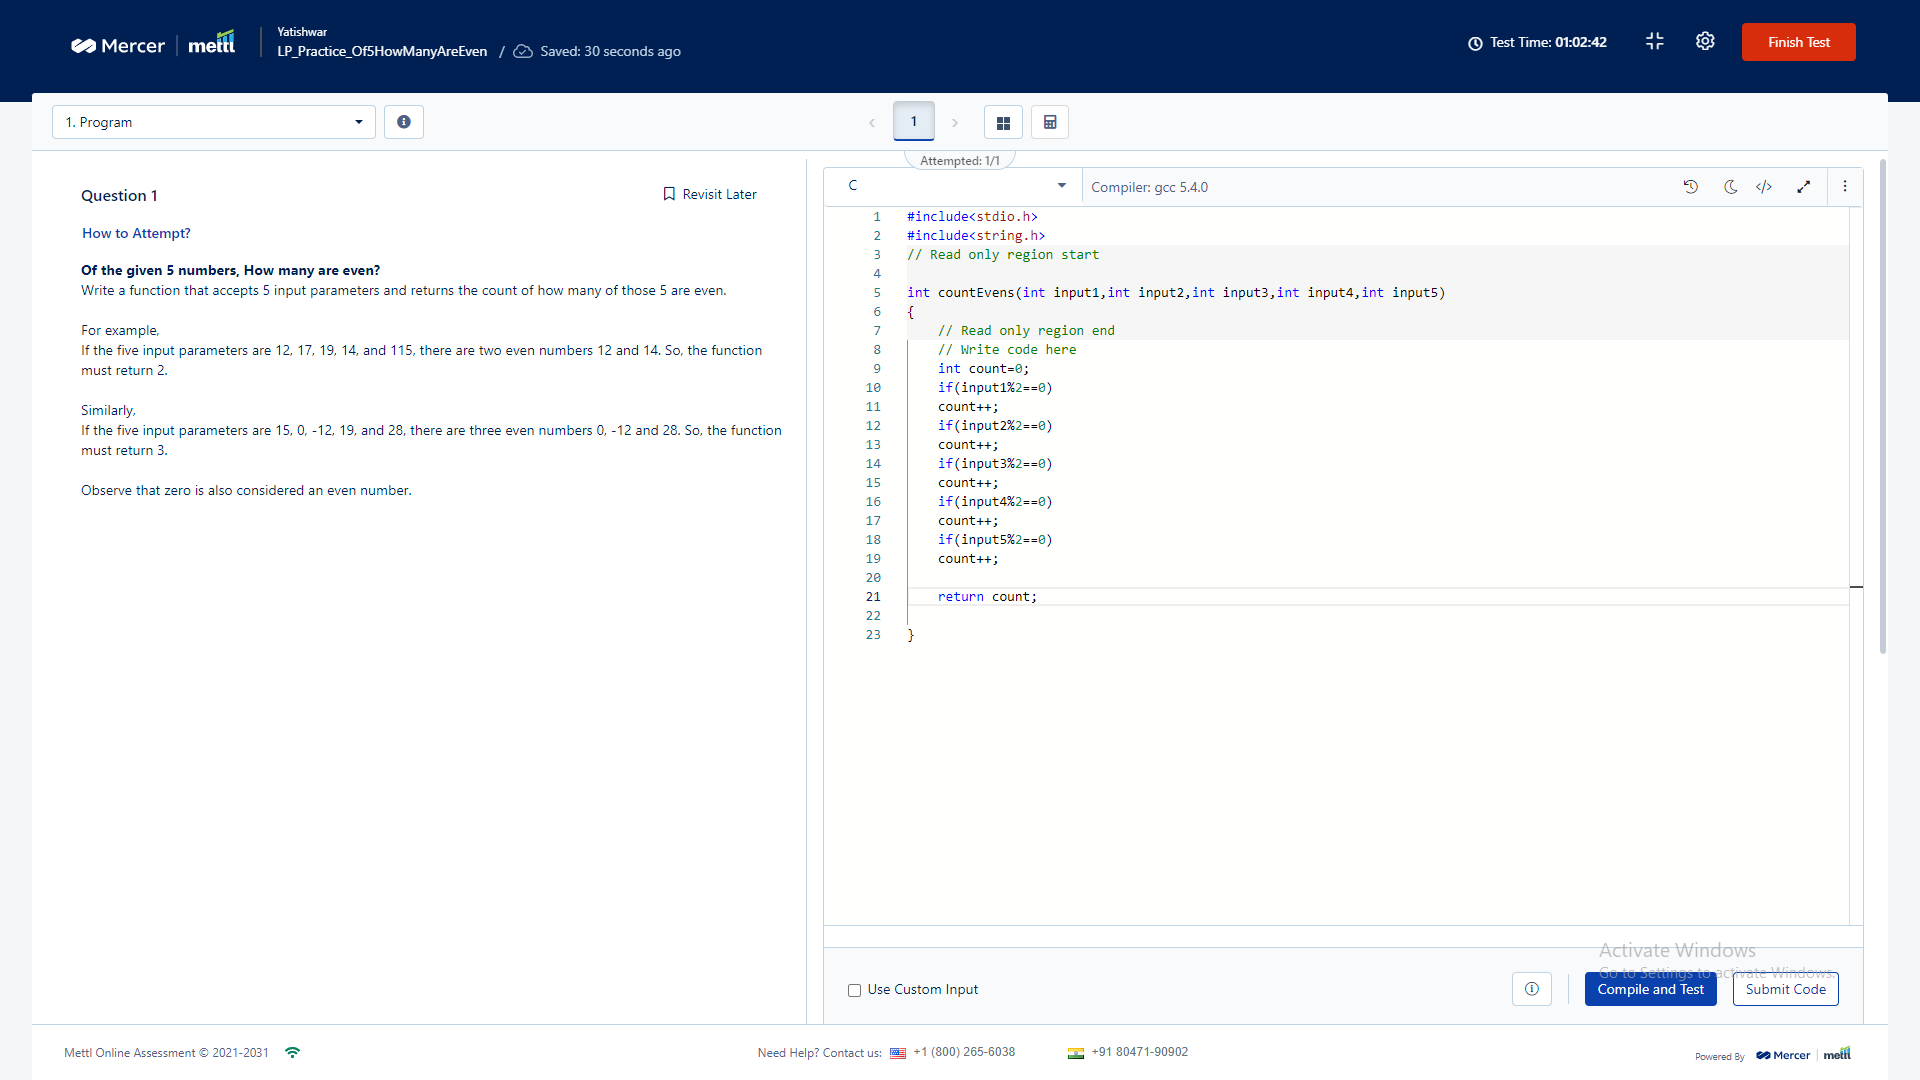 Mercer mettl
Yatishwar
LP_Practice_Of5HowManyAreEven / Saved: 30 seconds ago
Test Time: 01:02:42
Finish Test
1. Program
1
Attempted: 1/1
Question 1
Revisit Later
How to Attempt?
Of the given 5 numbers, How many are even?
Write a function that accepts 5 input parameters and returns the count of how many of those 5 are even.
For example,
If the five input parameters are 12, 17, 19, 14, and 115, there are two even numbers 12 and 14. So, the function
must return 2.
Similarly,
If the five input parameters are 15, 0, -12, 19, and 28, there are three even numbers 0, -12 and 28. So, the function
must return 3.
Observe that zero is also considered an even number.
C
Compiler: gcc 5.4.0
1 #include<stdio.h>
2 #include<string.h>
3 // Read only region start
4
5 int countEvens(int input1,int input2,int input3,int input4,int input5)
6 {
7 // Read only region end
8 // Write code here
9 int count=0;
10 if(input1%2==0)
11 count++;
12 if(input2%2==0)
13 count++;
14 if(input3%2==0)
15 count++;
16 if(input4%2==0)
17 count++;
18 if(input5%2==0)
19 count++;
20
21 return count;
22
23 }
Activate Windows
Go to Settings to activate Windows.
Use Custom Input
Compile and Test
Submit Code
Mettl Online Assessment © 2021-2031
Need Help? Contact us: +1 (800) 265-6038
+91 80471-90902
Powered By Mercer mettl